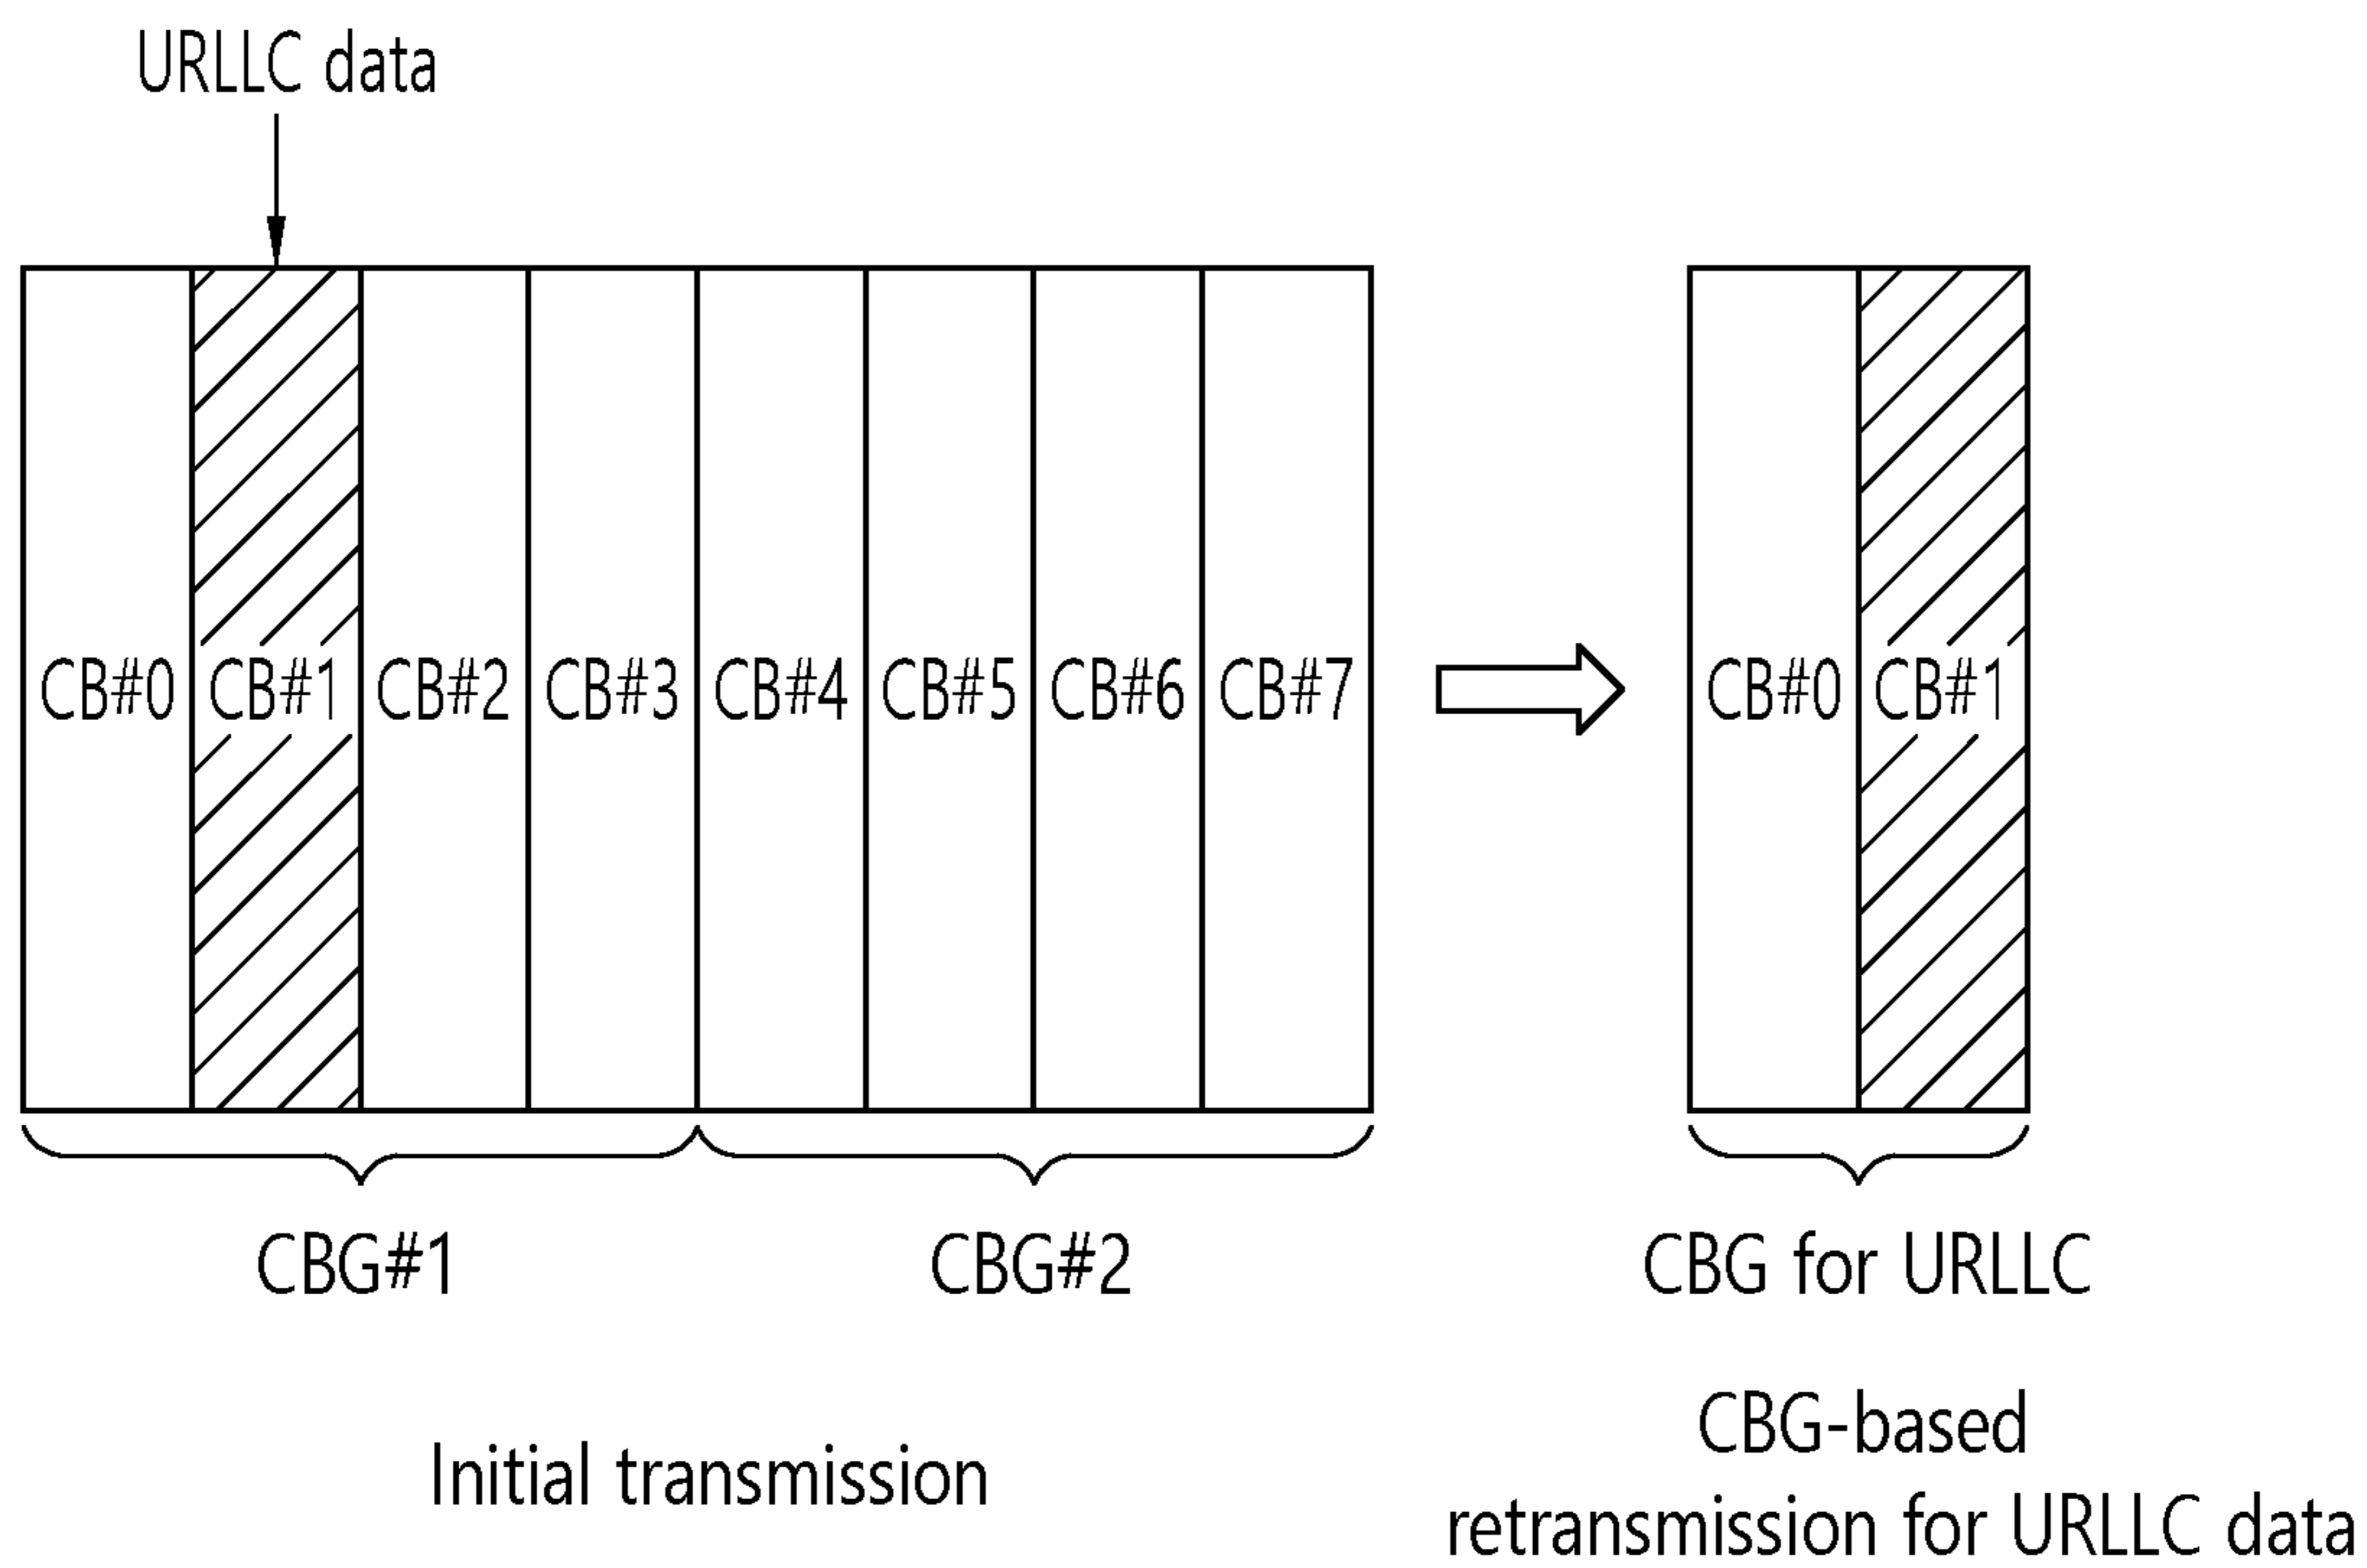 URLLC data
CB#0 CB#1 CB#2 CB#3 CB#4 CB#5 CB#6 CB#7 CB#0 CB#1
CBG#1 CBG#2 CBG for URLLC
Initial transmission
CBG-based
retransmission for URLLC data